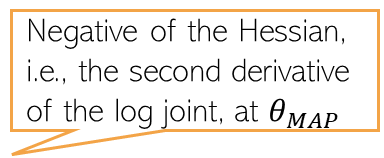 Negative of the Hessian,
i.e., the second derivative
of the log joint, at θ_MAP